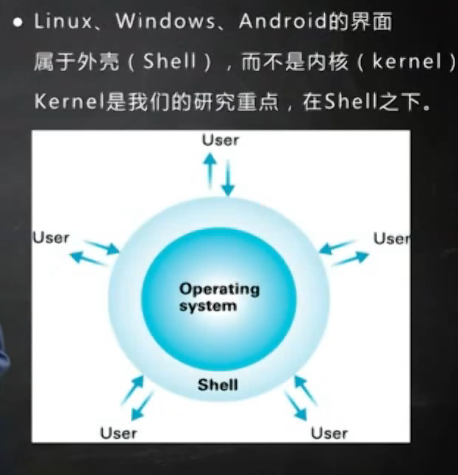 • Linux、Windows、Android的界面
属于外壳（Shell），而不是内核（kernel）
Kernel是我们的研究重点，在Shell之下。
User
User
User
Operating
system
Shell
User
User